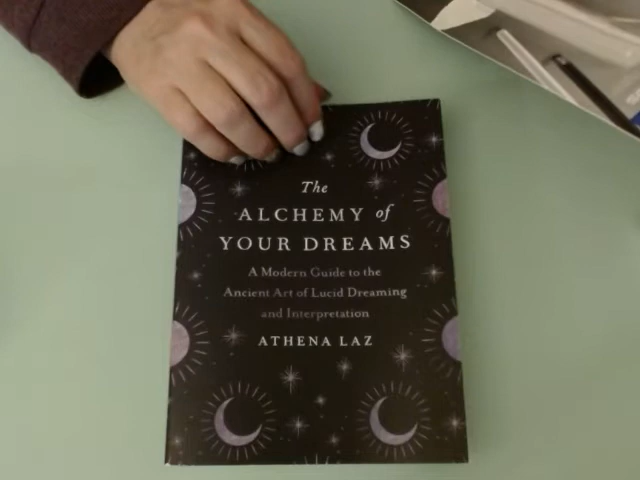 The
ALCHEMY of
YOUR DREAMS
A Modern Guide to the
Ancient Art of Lucid Dreaming
and Interpretation
ATHENA LAZ